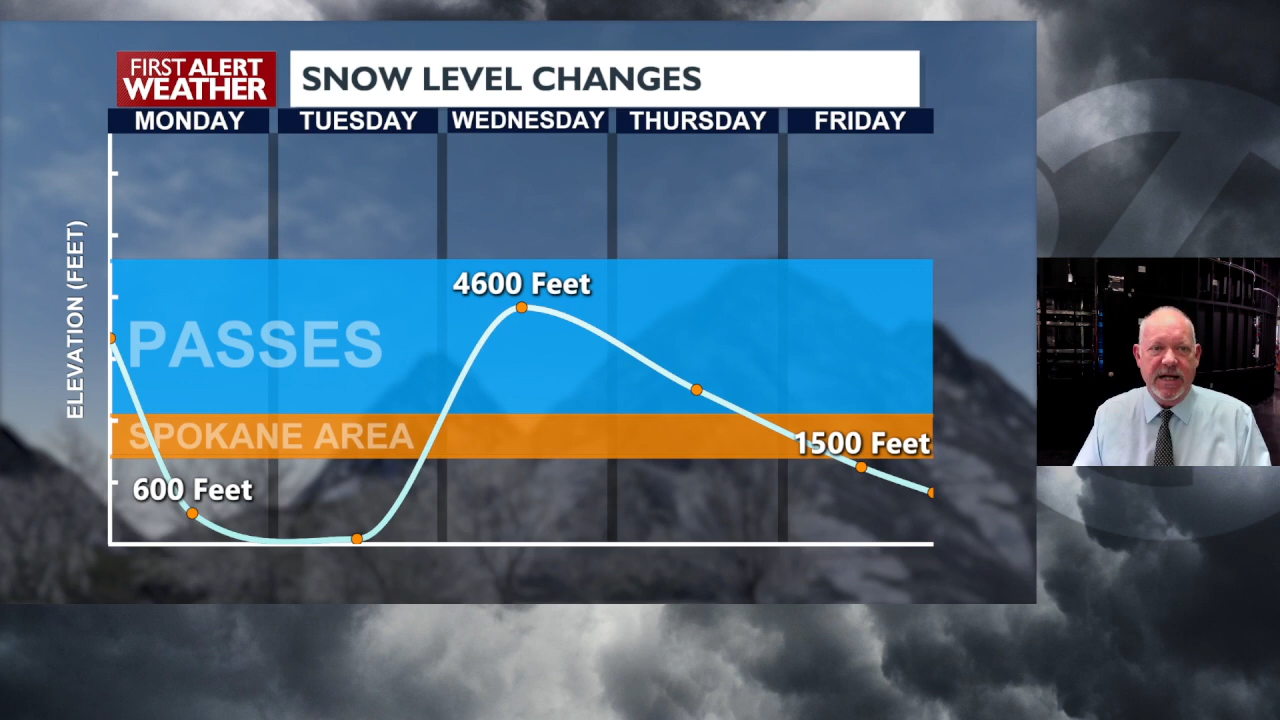 FIRST ALERT
WEATHER
SNOW LEVEL CHANGES
MONDAY
TUESDAY
WEDNESDAY
THURSDAY
FRIDAY
ELEVATION (FEET)
4600 Feet
PASSES
SPOKANE AREA
1500 Feet
600 Feet